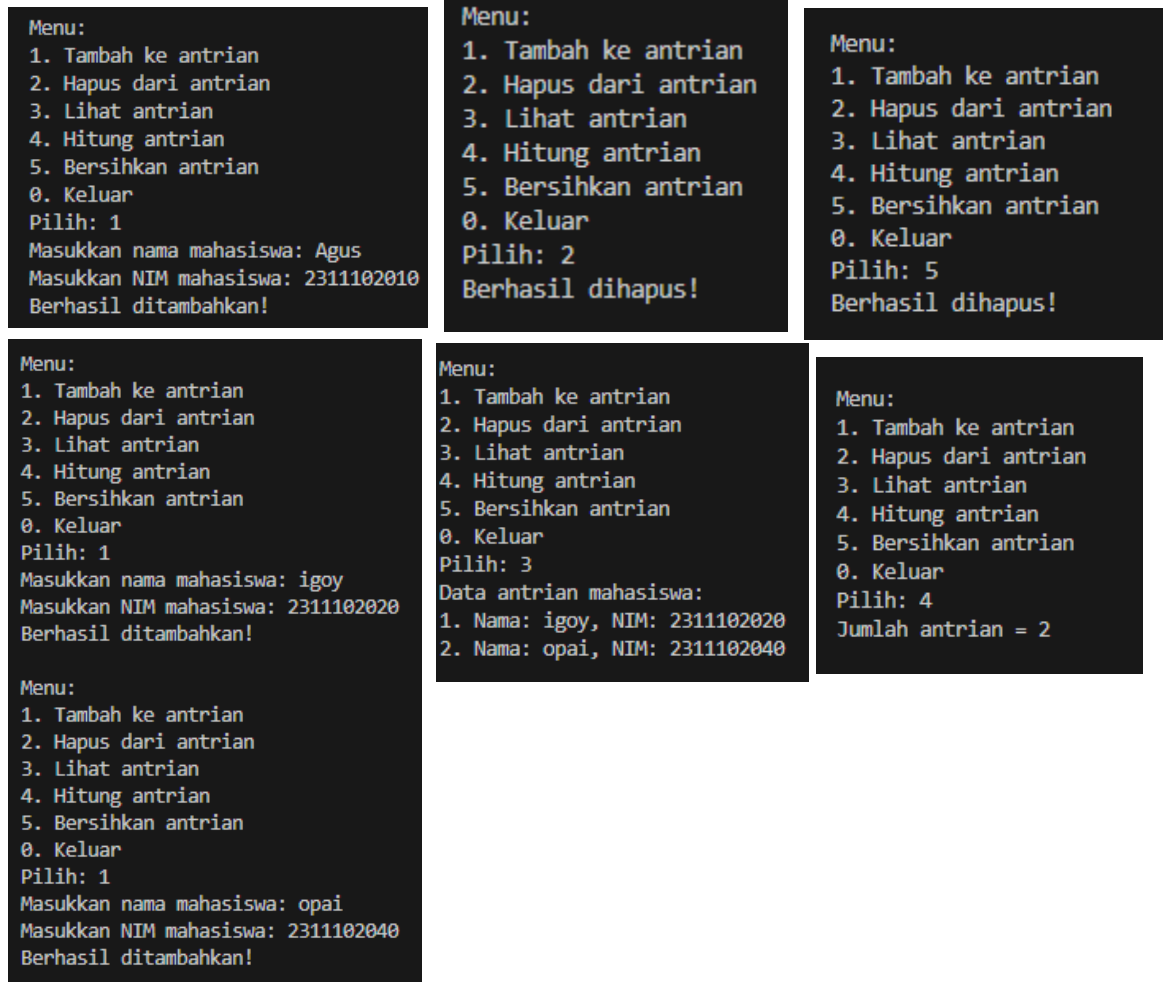 Menu:
1. Tambah ke antrian
2. Hapus dari antrian
3. Lihat antrian
4. Hitung antrian
5. Bersihkan antrian
0. Keluar
Pilih: 1
Masukkan nama mahasiswa: Agus
Masukkan NIM mahasiswa: 2311102010
Berhasil ditambahkan!
Menu:
1. Tambah ke antrian
2. Hapus dari antrian
3. Lihat antrian
4. Hitung antrian
5. Bersihkan antrian
0. Keluar
Pilih: 2
Berhasil dihapus!
Menu:
1. Tambah ke antrian
2. Hapus dari antrian
3. Lihat antrian
4. Hitung antrian
5. Bersihkan antrian
0. Keluar
Pilih: 5
Berhasil dihapus!
Menu:
1. Tambah ke antrian
2. Hapus dari antrian
3. Lihat antrian
4. Hitung antrian
5. Bersihkan antrian
0. Keluar
Pilih: 1
Masukkan nama mahasiswa: igoy
Masukkan NIM mahasiswa: 2311102020
Berhasil ditambahkan!
Menu:
1. Tambah ke antrian
2. Hapus dari antrian
3. Lihat antrian
4. Hitung antrian
5. Bersihkan antrian
0. Keluar
Pilih: 1
Masukkan nama mahasiswa: opai
Masukkan NIM mahasiswa: 2311102040
Berhasil ditambahkan!
Menu:
1. Tambah ke antrian
2. Hapus dari antrian
3. Lihat antrian
4. Hitung antrian
5. Bersihkan antrian
0. Keluar
Pilih: 3
Data antrian mahasiswa:
1. Nama: igoy, NIM: 2311102020
2. Nama: opai, NIM: 2311102040
Menu:
1. Tambah ke antrian
2. Hapus dari antrian
3. Lihat antrian
4. Hitung antrian
5. Bersihkan antrian
0. Keluar
Pilih: 4
Jumlah antrian = 2